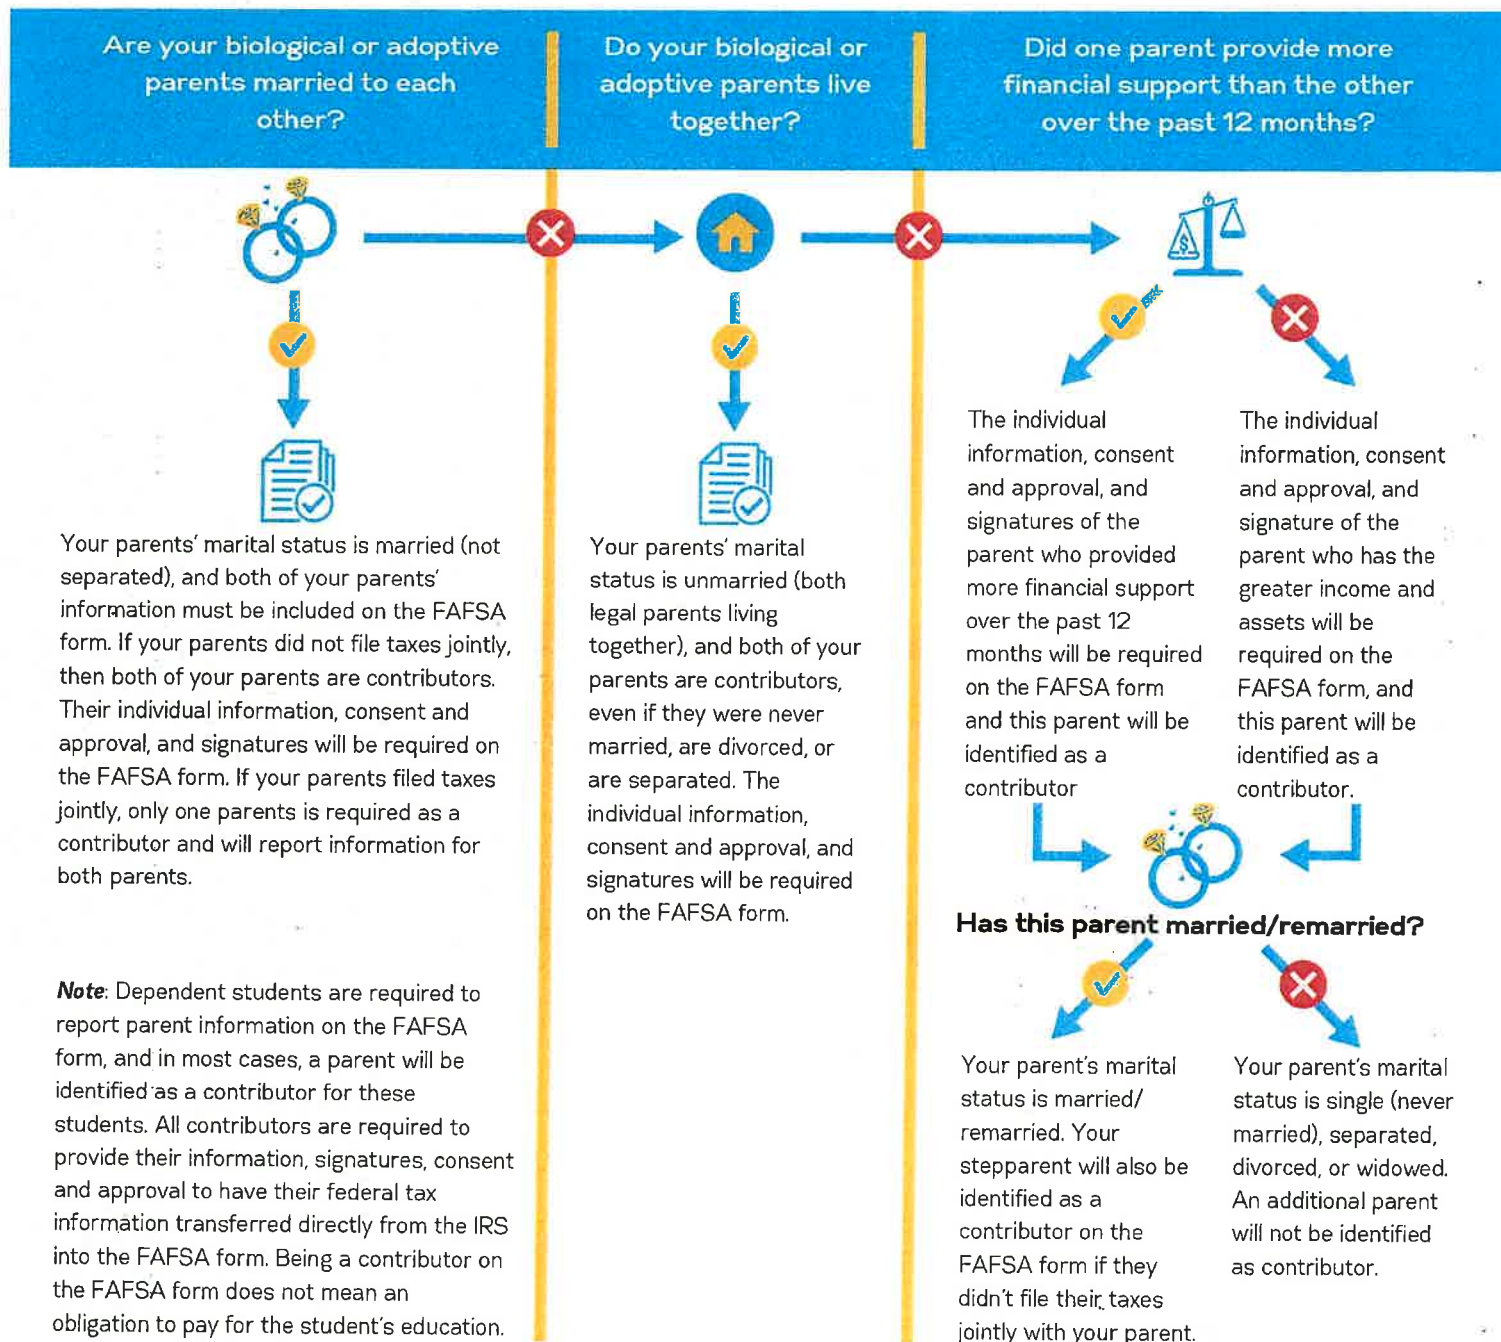 Are your biological or adoptive
parents married to each
other?
Do your biological or
adoptive parents live
together?
Did one parent provide more
financial support than the other
over the past 12 months?
$
Your parents' marital status is married (not
separated), and both of your parents'
information must be included on the FAFSA
form. If your parents did not file taxes jointly,
then both of your parents are contributors.
Their individual information, consent and
approval, and signatures will be required on
the FAFSA form. If your parents filed taxes
jointly, only one parents is required as a
contributor and will report information for
both parents.
Note: Dependent students are required to
report parent information on the FAFSA
form, and in most cases, a parent will be
identified as a contributor for these
students. All contributors are required to
provide their information, signatures, consent
and approval to have their federal tax
information transferred directly from the IRS
into the FAFSA form. Being a contributor on
the FAFSA form does not mean an
obligation to pay for the student's education.
Your parents' marital
status is unmarried (both
legal parents living
together), and both of your
parents are contributors,
even if they were never
married, are divorced, or
are separated. The
individual information,
consent and approval, and
signatures will be required
on the FAFSA form.
The individual
information, consent
and approval, and
signatures of the
parent who provided
more financial support
over the past 12
months will be required
on the FAFSA form
and this parent will be
identified as a
contributor
The individual
information, consent
and approval, and
signature of the
parent who has the
greater income and
assets will be
required on the
FAFSA form, and
this parent will be
identified as a
contributor.
Has this parent married/remarried?
Your parent's marital
status is married/
remarried. Your
stepparent will also be
identified as a
contributor on the
FAFSA form if they
didn't file their taxes
jointly with your parent.
Your parent's marital
status is single (never
married), separated,
divorced, or widowed.
An additional parent
will not be identified
as contributor.